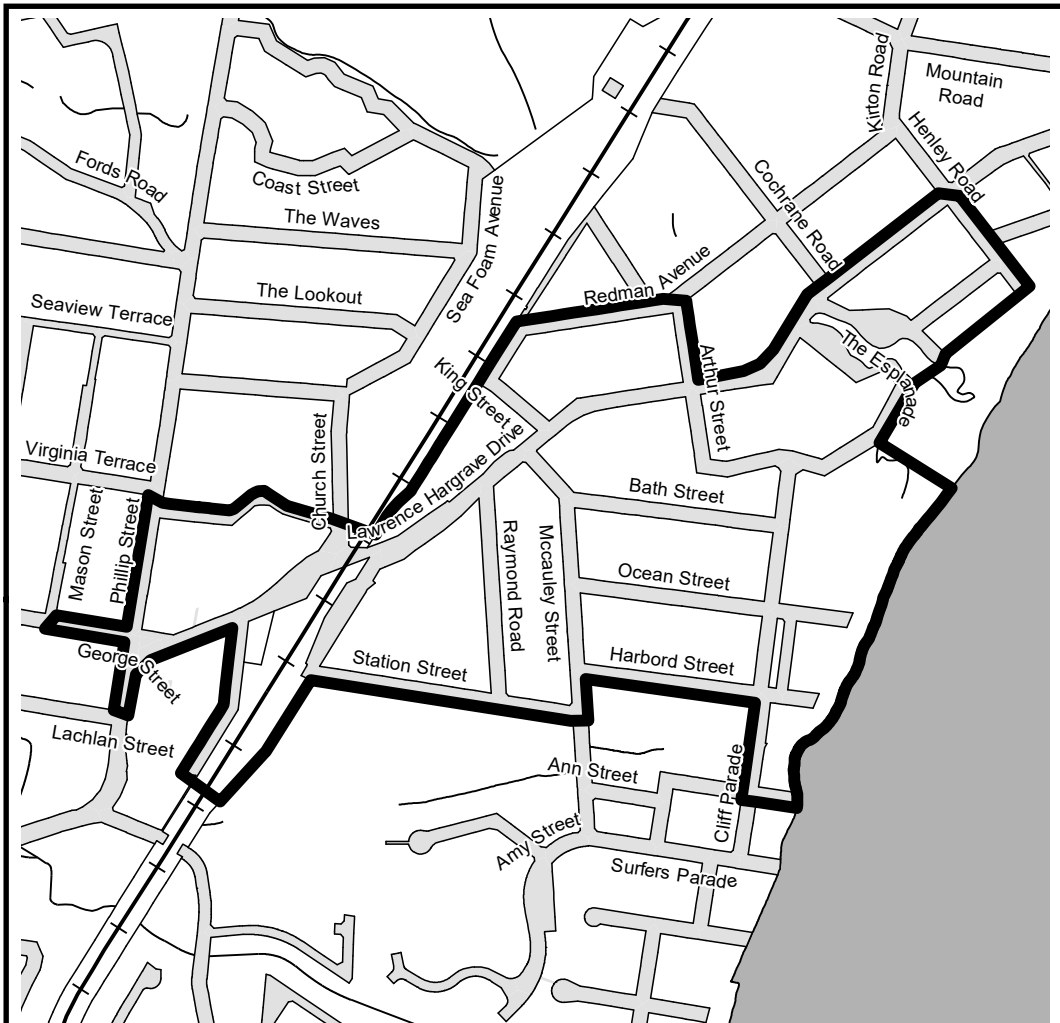 Kirton Road
Mountain
Road
Henley Road
Fords Road
Coast Street
The Waves
Sea Foam Avenue
Cochrane Road
The Lookout
Redman Avenue
Seaview Terrace
King Street
Arthur Street
The Esplanade
Virginia Terrace
Church Street
Lawrence Hargrave Drive
Bath Street
Mason Street
Phillip Street
Raymond Road
Mccauley Street
Ocean Street
George Street
Station Street
Harbord Street
Lachlan Street
Ann Street
Cliff Parade
Amy Street
Surfers Parade